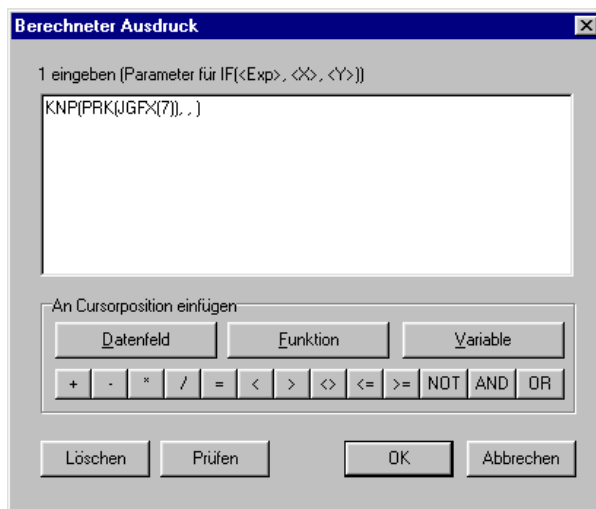 Berechneter Ausdruck
1 eingeben (Parameter für IF(<Exp>, <X>, <Y>))
KNP(PRK(JGFX(7)), , )
An Cursorposition einfügen
Datenfeld Funktion Variable
+ - * / = < > <> <= >= NOT AND OR
Löschen Prüfen OK Abbrechen